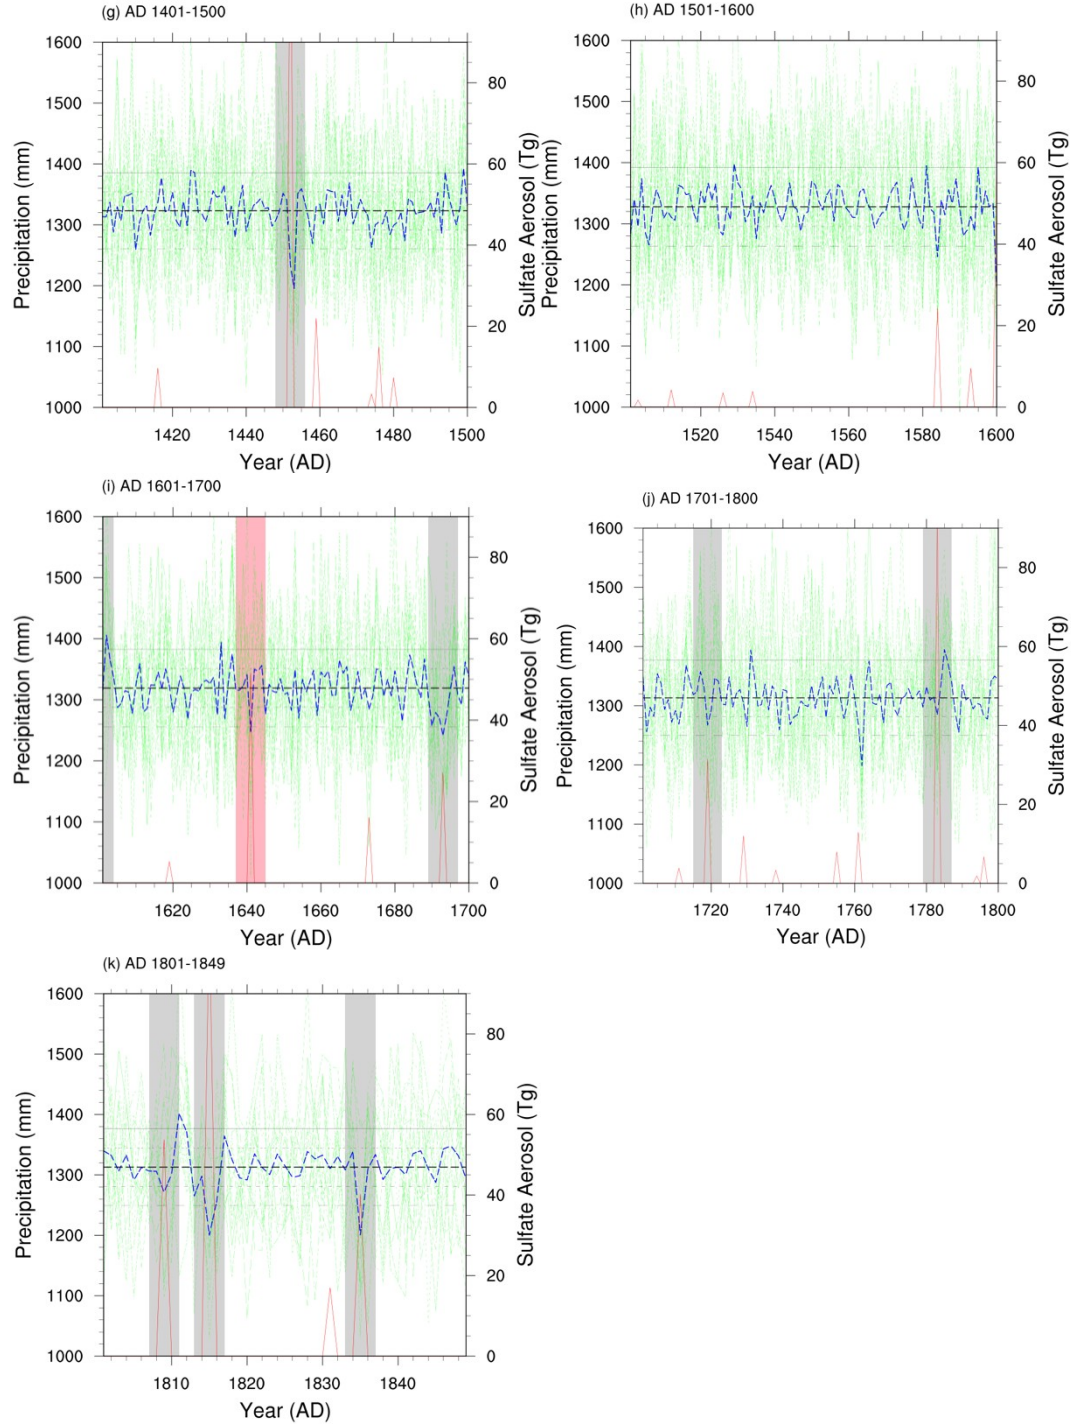 (g) AD 1401-1500
1600
1500
1400
1300
1200
1100
1000
Precipitation (mm)
80
60
40
20
0
Sulfate Aerosol (Tg)
1420 1440 1460 1480 1500
Year (AD)
(h) AD 1501-1600
1600
1500
1400
1300
1200
1100
1000
Precipitation (mm)
80
60
40
20
0
Sulfate Aerosol (Tg)
1520 1540 1560 1580 1600
Year (AD)
(i) AD 1601-1700
1600
1500
1400
1300
1200
1100
1000
Precipitation (mm)
80
60
40
20
0
Sulfate Aerosol (Tg)
1620 1640 1660 1680 1700
Year (AD)
(j) AD 1701-1800
1600
1500
1400
1300
1200
1100
1000
Precipitation (mm)
80
60
40
20
0
Sulfate Aerosol (Tg)
1720 1740 1760 1780 1800
Year (AD)
(k) AD 1801-1849
1600
1500
1400
1300
1200
1100
1000
Precipitation (mm)
80
60
40
20
0
Sulfate Aerosol (Tg)
1810 1820 1830 1840
Year (AD)